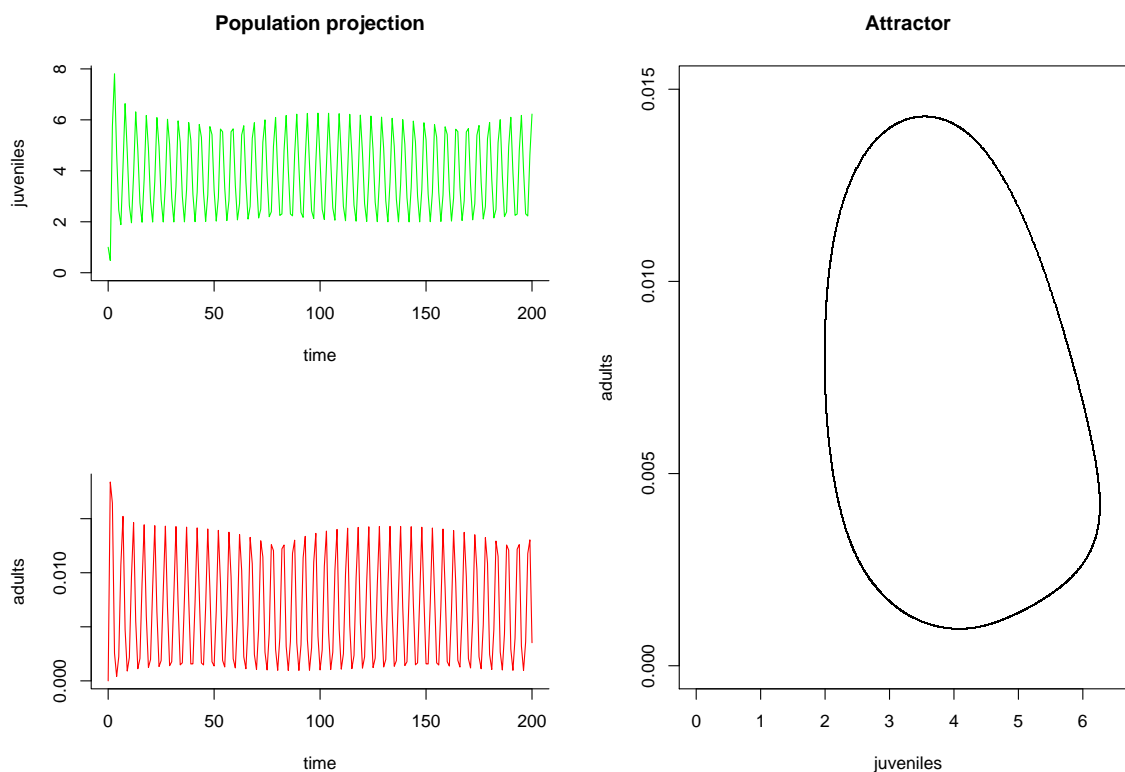 Population projection
8
6
4
2
0
juveniles
0 50 100 150 200
time
0.010
0.000
adults
0 50 100 150 200
time
Attractor
0.015
0.010
0.005
0.000
adults
0 1 2 3 4 5 6
juveniles